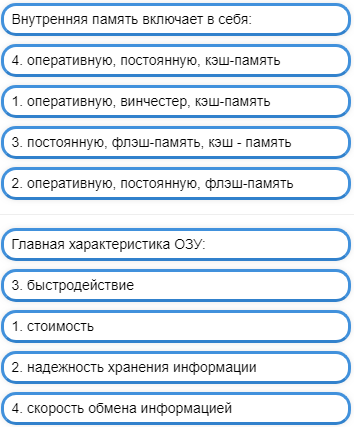 Внутренняя память включает в себя:
4. оперативную, постоянную, кэш-память
1. оперативную, винчестер, кэш-память
3. постоянную, флэш-память, кэш - память
2. оперативную, постоянную, флэш-память
Главная характеристика ОЗУ:
3. быстродействие
1. стоимость
2. надежность хранения информации
4. скорость обмена информацией